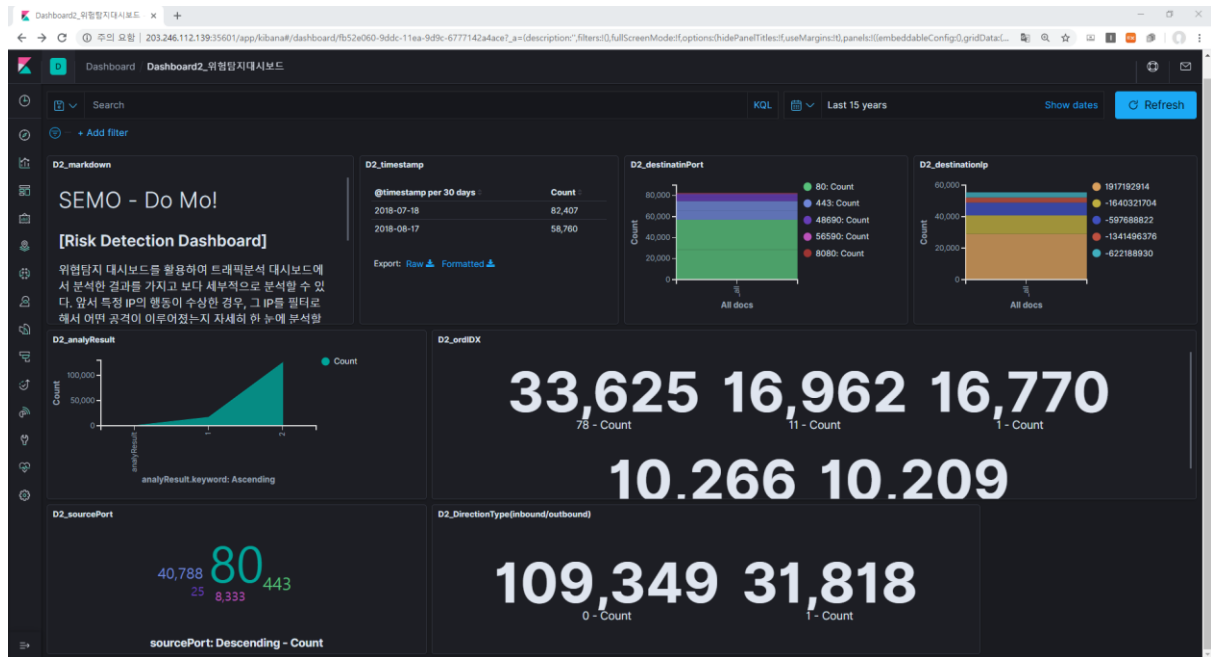 Dashboard2_위협탐지대시보드
주의 요함 | 203.246.112.139:35601/app/kibana#/dashboard/fb52e060-9ddc-11ea-9d9c-6777142a4ace?_a=(description:'',filters:!(),fullScreenMode:!f,options:(hidePanelTitles:!f,useMargins:!t),panels:!((embeddableConfig:(),gridData:(...
D Dashboard Dashboard2_위협탐지대시보드
Search KQL Last 15 years Show dates Refresh
+ Add filter
D2_markdown
SEMO - Do Mo!
[Risk Detection Dashboard]
위협탐지 대시보드를 활용하여 트래픽분석 대시보드에
서 분석한 결과를 가지고 보다 세부적으로 분석할 수 있
다. 앞서 특정 IP의 행동이 수상한 경우, 그 IP를 필터로
해서 어떤 공격이 이루어졌는지 자세히 한 눈에 분석할
D2_timestamp
@timestamp per 30 days Count
2018-07-18 82,407
2018-08-17 58,760
Export: Raw Formatted
D2_destinatinPort
80,000
60,000
40,000
20,000
0
Count
_all
All docs
80: Count
443: Count
48690: Count
56590: Count
8080: Count
D2_destinationIp
60,000
40,000
20,000
0
Count
_all
All docs
1917192914
-1640321704
-597688822
-1341496376
-622188930
D2_analyResult
100,000
50,000
0
Count
analyResult
1
2
analyResult.keyword: Ascending
Count
D2_ordIDX
33,625 16,962 16,770
78 - Count 11 - Count 1 - Count
10,266 10,209
D2_sourcePort
40,788 80 443
25 8,333
sourcePort: Descending - Count
D2_DirectionType(inbound/outbound)
109,349 31,818
0 - Count 1 - Count